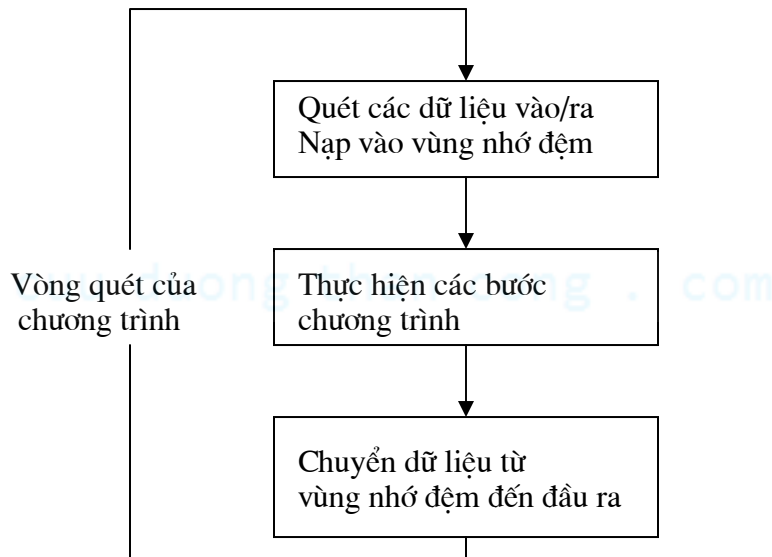 Quét các dữ liệu vào/ra
Nạp vào vùng nhớ đệm
Vòng quét của
chương trình
Thực hiện các bước
chương trình
Chuyển dữ liệu từ
vùng nhớ đệm đến đầu ra